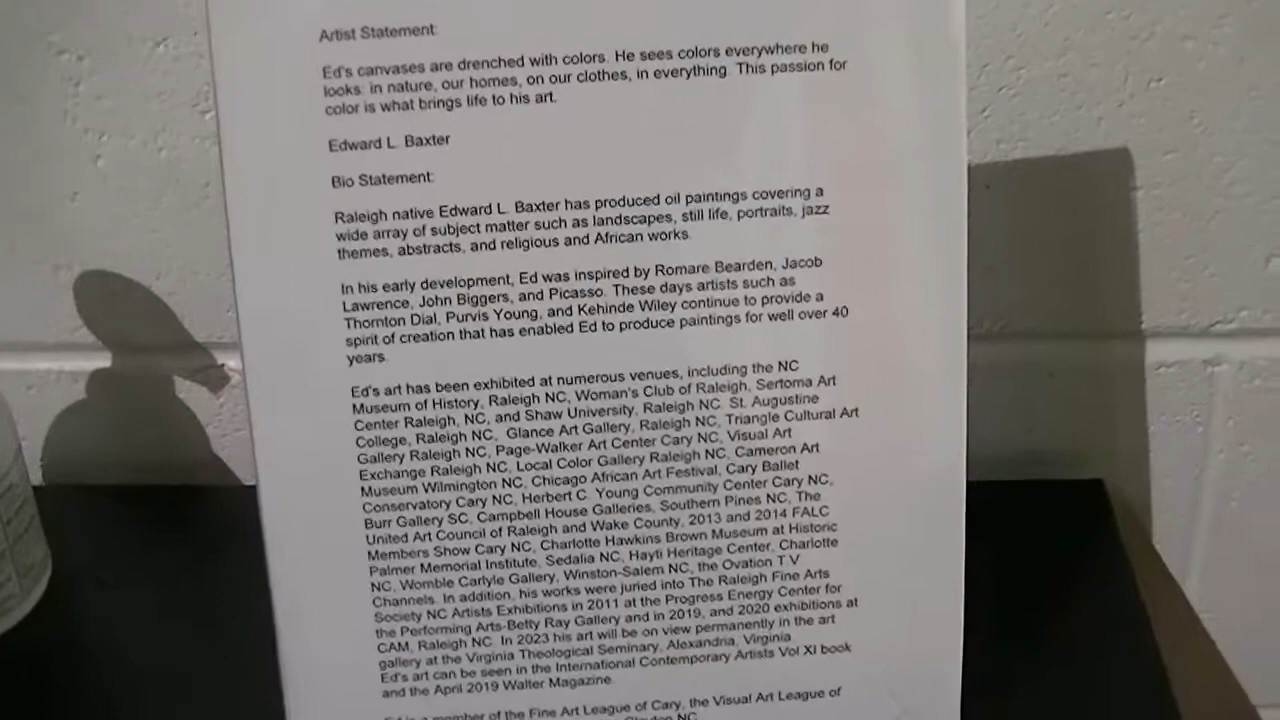 Artist Statement:
Ed's canvases are drenched with colors. He sees colors everywhere he
looks: in nature, our homes, on our clothes, in everything. This passion for
color is what brings life to his art.
Edward L. Baxter
Bio Statement:
Raleigh native Edward L. Baxter has produced oil paintings covering a
wide array of subject matter such as landscapes, still life, portraits, jazz
themes, abstracts, and religious and African works.
In his early development, Ed was inspired by Romare Bearden, Jacob
Lawrence, John Biggers, and Picasso. These days artists such as
Thornton Dial, Purvis Young, and Kehinde Wiley continue to provide a
spirit of creation that has enabled Ed to produce paintings for well over 40
years.
Ed's art has been exhibited at numerous venues, including the NC
Museum of History, Raleigh NC, Woman's Club of Raleigh, Sertoma Art
Center Raleigh, NC, and Shaw University, Raleigh NC. St. Augustine
College, Raleigh NC, Glance Art Gallery, Raleigh NC, Triangle Cultural Art
Gallery Raleigh NC, Page-Walker Art Center Cary NC, Visual Art
Exchange Raleigh NC, Local Color Gallery Raleigh NC, Cameron Art
Museum Wilmington NC, Chicago African Art Festival, Cary Ballet
Conservatory Cary NC, Herbert C. Young Community Center Cary NC,
Burr Gallery SC, Campbell House Galleries, Southern Pines NC, The
United Art Council of Raleigh and Wake County, 2013 and 2014 FALC
Members Show Cary NC, Charlotte Hawkins Brown Museum at Historic
Palmer Memorial Institute, Sedalia NC, Hayti Heritage Center, Charlotte
NC, Womble Carlyle Gallery, Winston-Salem NC, the Ovation T V
Channels. In addition, his works were juried into The Raleigh Fine Arts
Society NC Artists Exhibitions in 2011 at the Progress Energy Center for
the Performing Arts-Betty Ray Gallery and in 2019, and 2020 exhibitions at
CAM, Raleigh NC. In 2023 his art will be on view permanently in the art
gallery at the Virginia Theological Seminary, Alexandria, Virginia
Ed's art can be seen in the International Contemporary Artists Vol XI book
and the April 2019 Walter Magazine.
Ed is a member of the Fine Art League of Cary, the Visual Art League of
NC